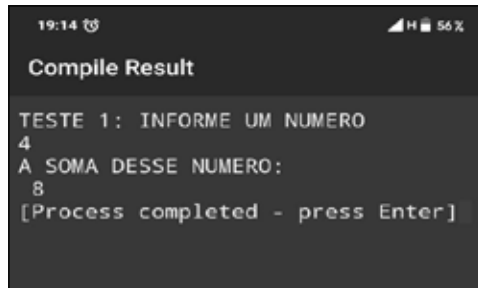 19:14 H 56%
Compile Result
TESTE 1: INFORME UM NUMERO
4
A SOMA DESSE NUMERO:
8
[Process completed - press Enter]